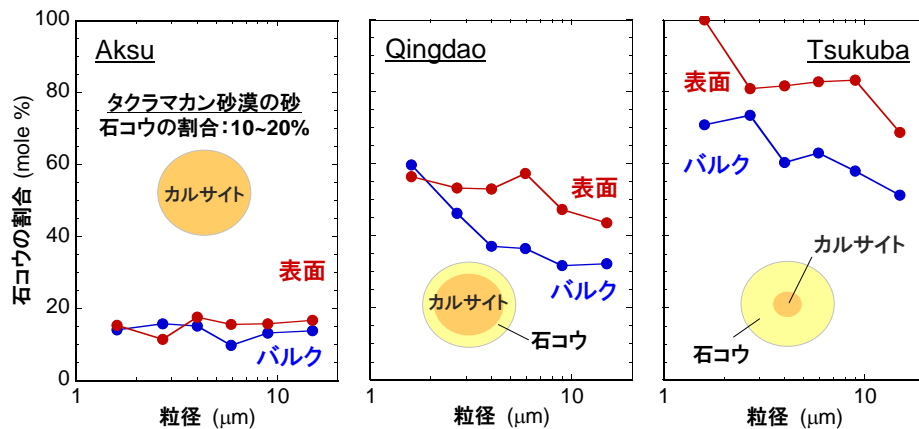 Aksu
タクラマカン砂漠の砂
石コウの割合：10~20%
カルサイト
表面
バルク
石コウの割合 (mole %)
100
80
60
40
20
0
1
10
粒径 (μm)
Qingdao
表面
バルク
カルサイト
石コウ
1
10
粒径 (μm)
Tsukuba
表面
バルク
カルサイト
石コウ
1
10
粒径 (μm)